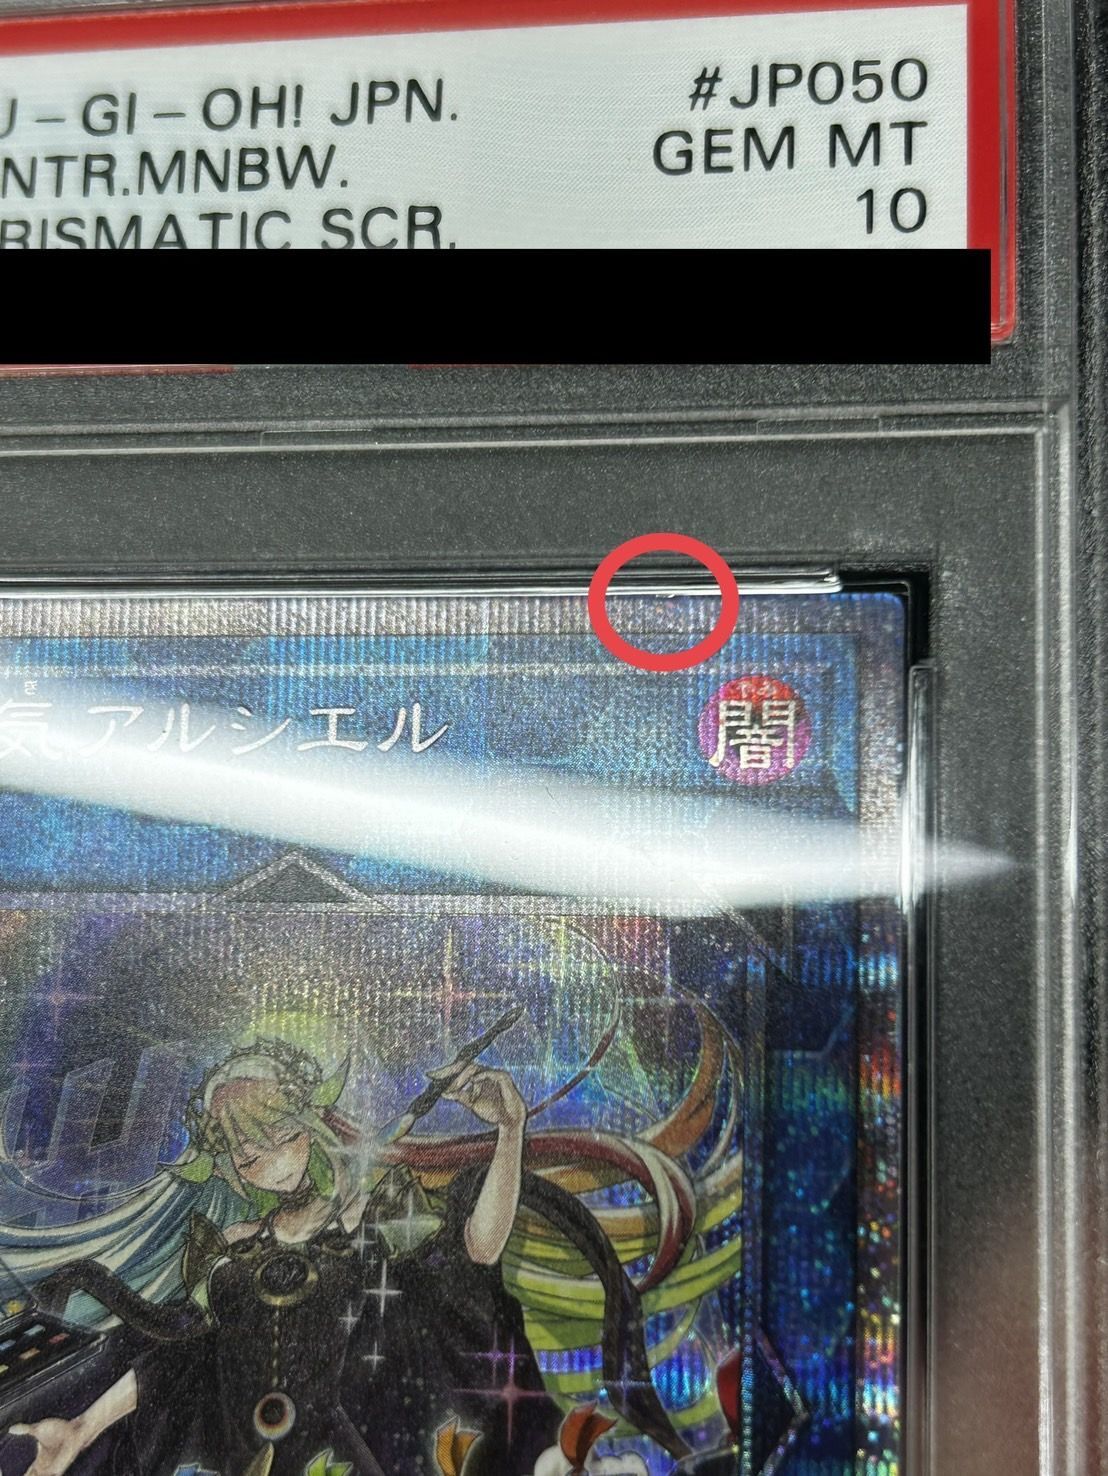 U-GI-OH! JPN.
#JP050
NTR.MNBW.
GEM MT
RISMATIC SCR.
10
気アルシエル
闇